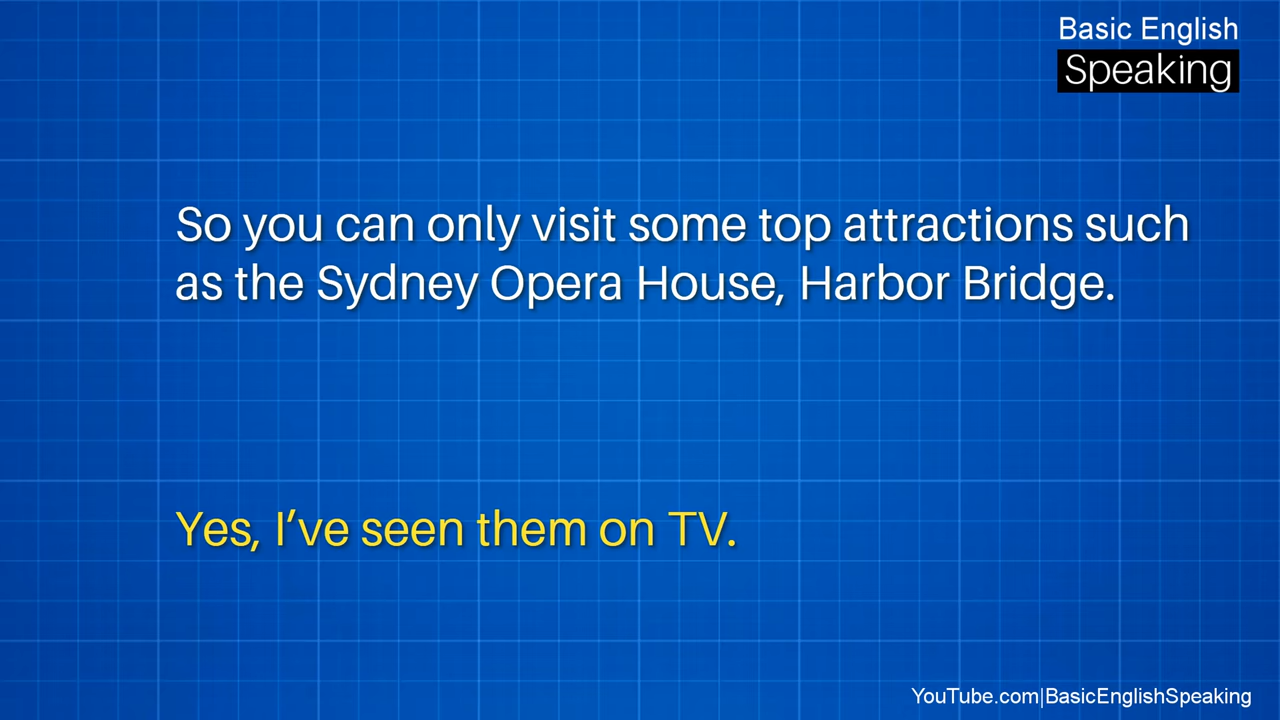 Basic English
Speaking
So you can only visit some top attractions such
as the Sydney Opera House, Harbor Bridge.
Yes, I’ve seen them on TV.
YouTube.com|BasicEnglishSpeaking